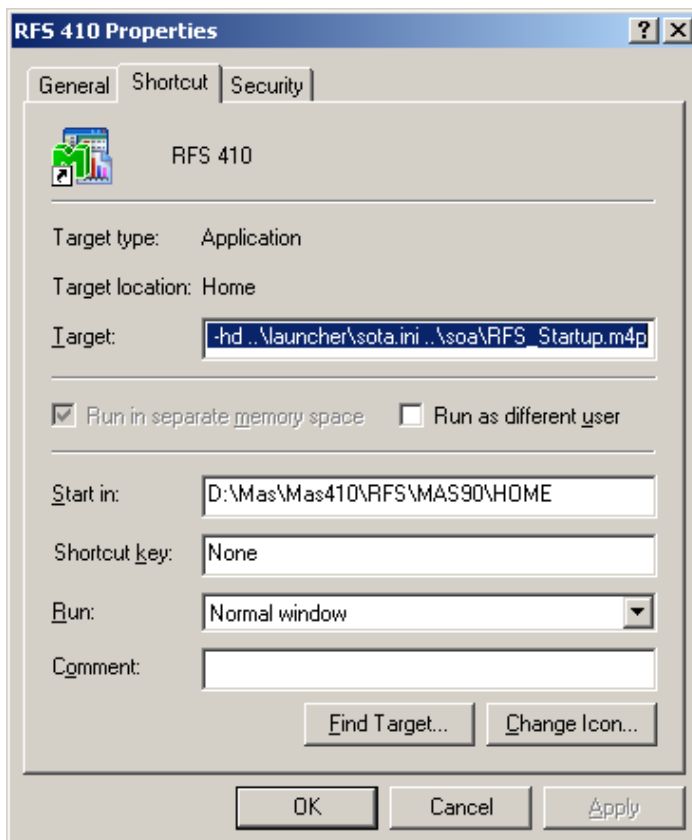 RFS 410 Properties
General Shortcut Security
RFS 410
Target type: Application
Target location: Home
Target: -hd ..\launcher\sota.ini ..\soa\RFS_Startup.m4p
Run in separate memory space Run as different user
Start in: D:\Mas\Mas410\RFS\MAS90\HOME
Shortcut key: None
Run: Normal window
Comment:
Find Target... Change Icon...
OK Cancel Apply